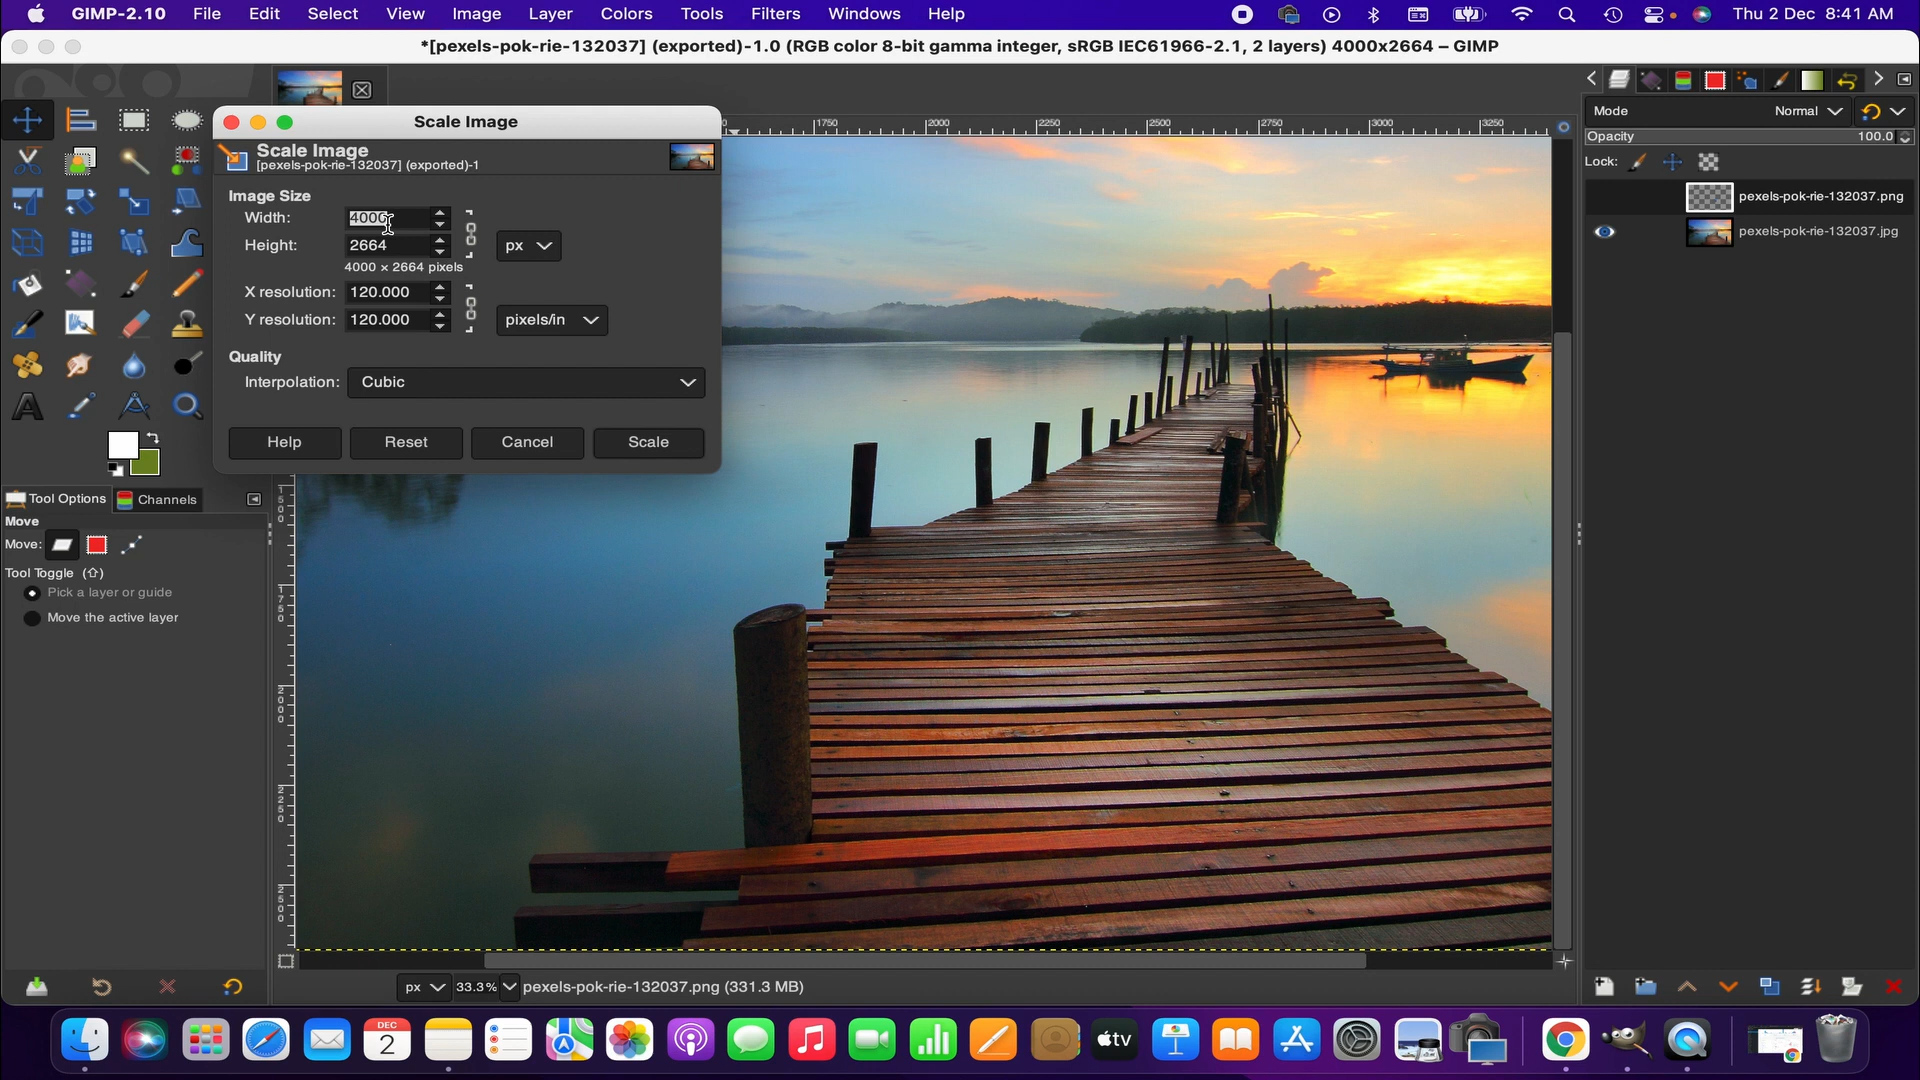 GIMP-2.10 File Edit Select View Image Layer Colors Tools Filters Windows Help Thu 2 Dec 8:41 AM
*[pexels-pok-rie-132037] (exported)-1.0 (RGB color 8-bit gamma integer, sRGB IEC61966-2.1, 2 layers) 4000x2664 – GIMP
Scale Image
Scale Image
[pexels-pok-rie-132037] (exported)-1
Image Size
Width: 4000
Height: 2664 px
4000 × 2664 pixels
X resolution: 120.000
Y resolution: 120.000 pixels/in
Quality
Interpolation: Cubic
Help Reset Cancel Scale
1750 2000 2250 2500 2750 3000 3250
1500
1750
2000
2250
2500
Mode Normal
Opacity 100.0
Lock:
pexels-pok-rie-132037.png
pexels-pok-rie-132037.jpg
Tool Options Channels
Move
Move:
Tool Toggle (⇧)
Pick a layer or guide
Move the active layer
px 33.3% pexels-pok-rie-132037.png (331.3 MB)
DEC
2
tv